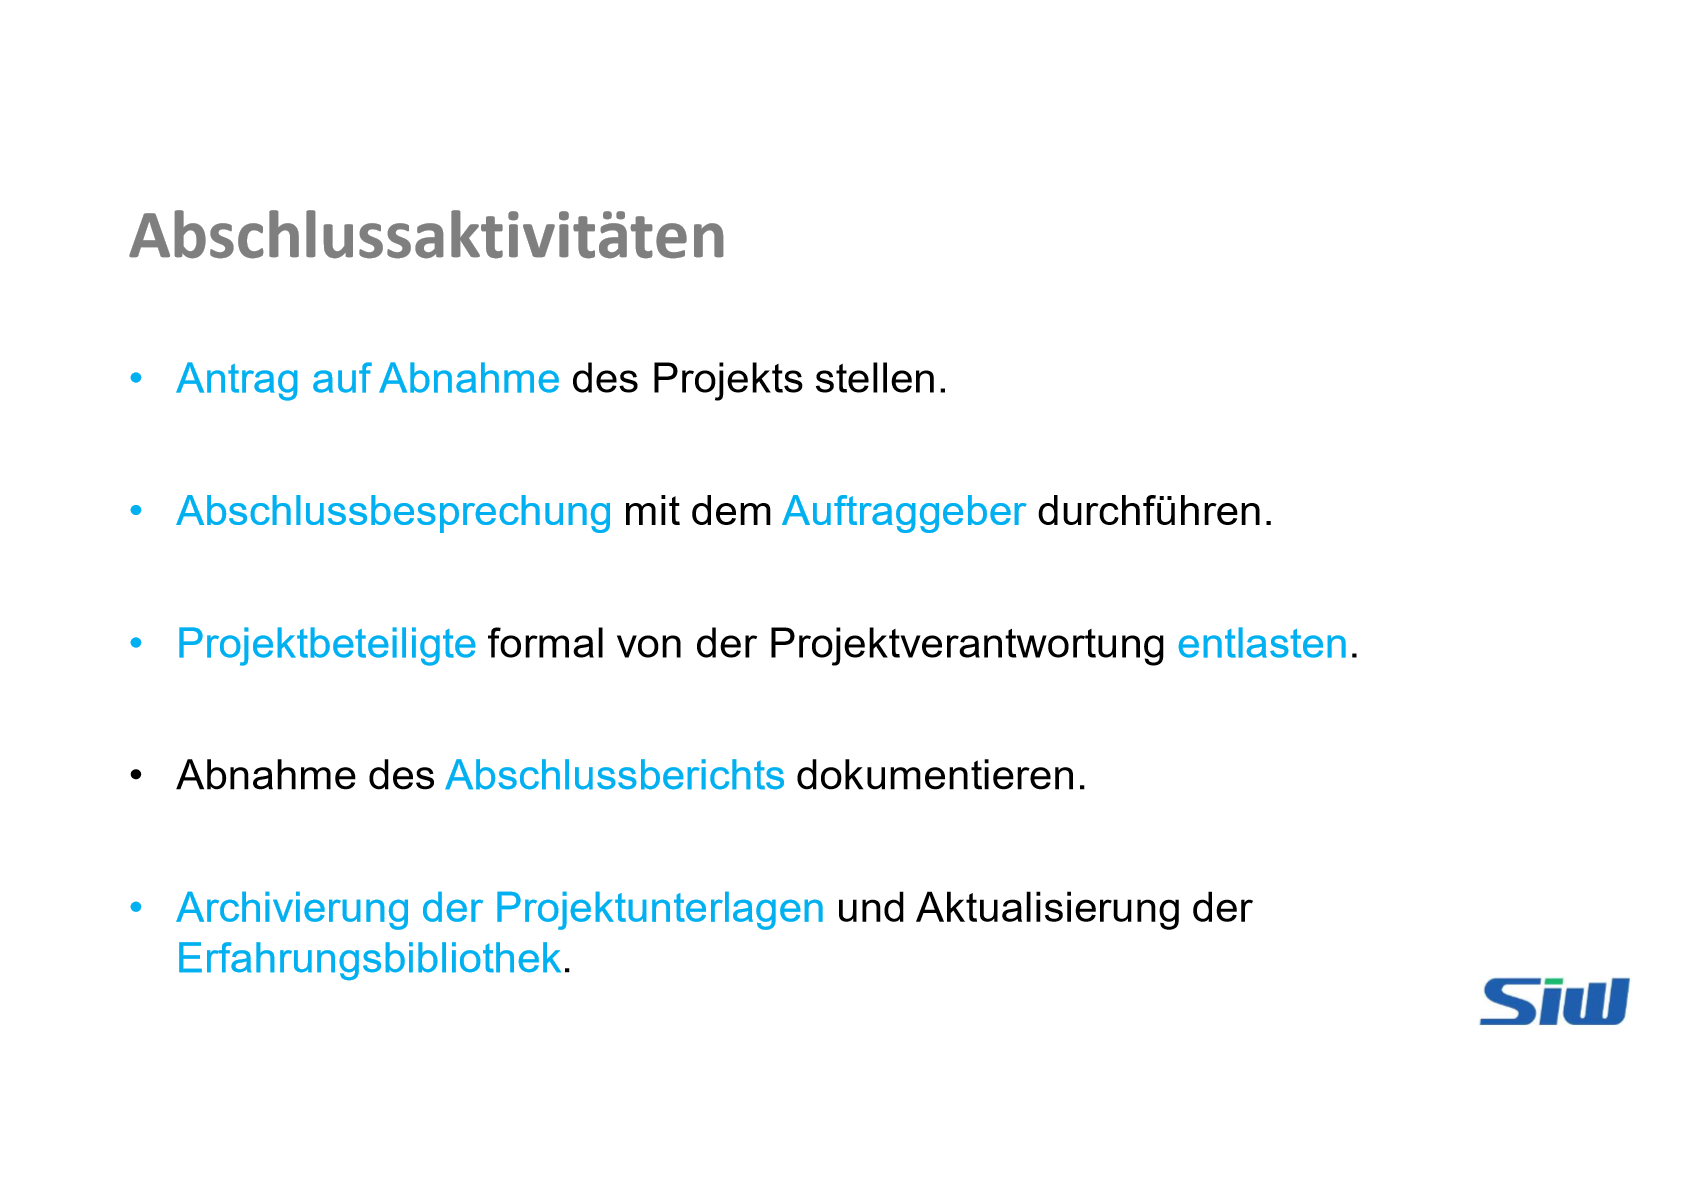 Abschlussaktivitäten
• Antrag auf Abnahme des Projekts stellen.
• Abschlussbesprechung mit dem Auftraggeber durchführen.
• Projektbeteiligte formal von der Projektverantwortung entlasten.
• Abnahme des Abschlussberichts dokumentieren.
• Archivierung der Projektunterlagen und Aktualisierung der
Erfahrungsbibliothek.
Siw